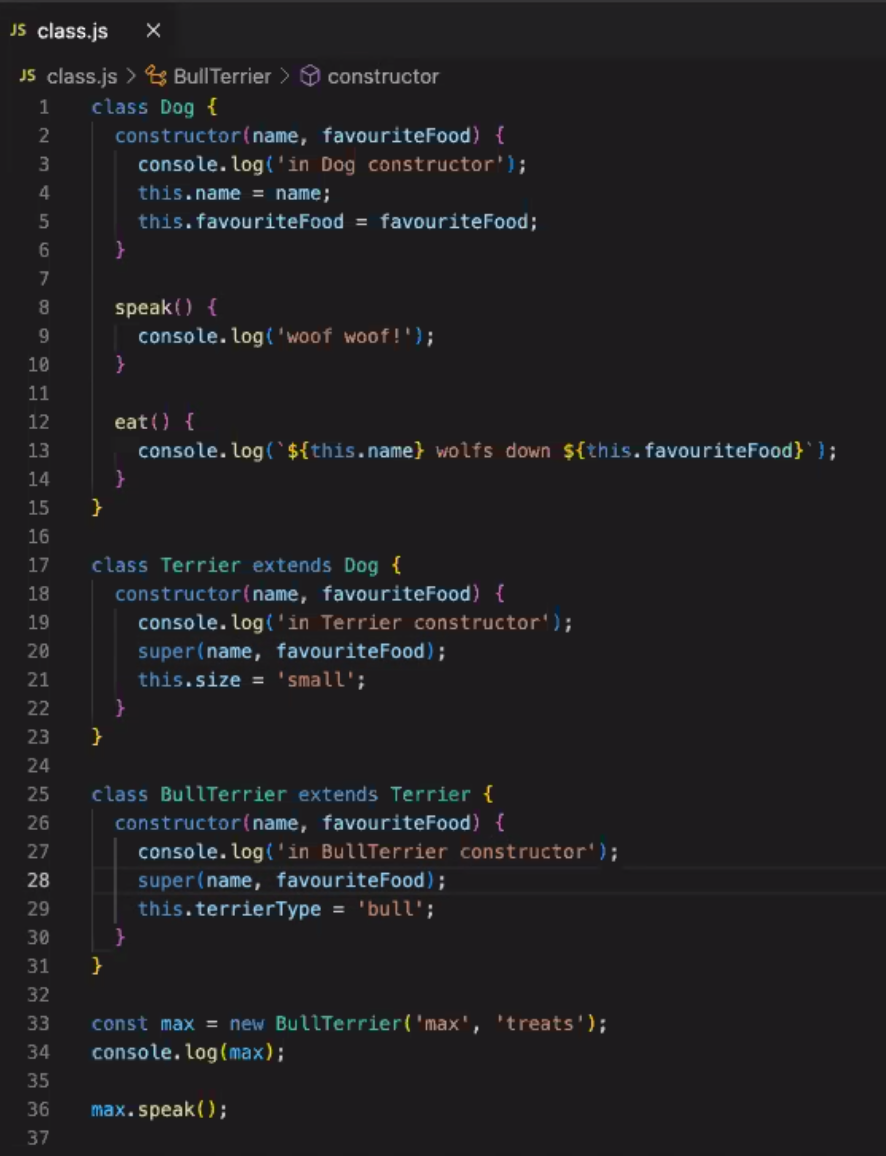 JS class.js ×
JS class.js > BullTerrier > constructor
1 class Dog {
2   constructor(name, favouriteFood) {
3     console.log('in Dog constructor');
4     this.name = name;
5     this.favouriteFood = favouriteFood;
6   }
7
8   speak() {
9     console.log('woof woof!');
10   }
11
12   eat() {
13     console.log(`${this.name} wolfs down ${this.favouriteFood}`);
14   }
15 }
16
17 class Terrier extends Dog {
18   constructor(name, favouriteFood) {
19     console.log('in Terrier constructor');
20     super(name, favouriteFood);
21     this.size = 'small';
22   }
23 }
24
25 class BullTerrier extends Terrier {
26   constructor(name, favouriteFood) {
27     console.log('in BullTerrier constructor');
28     super(name, favouriteFood);
29     this.terrierType = 'bull';
30   }
31 }
32
33 const max = new BullTerrier('max', 'treats');
34 console.log(max);
35
36 max.speak();
37